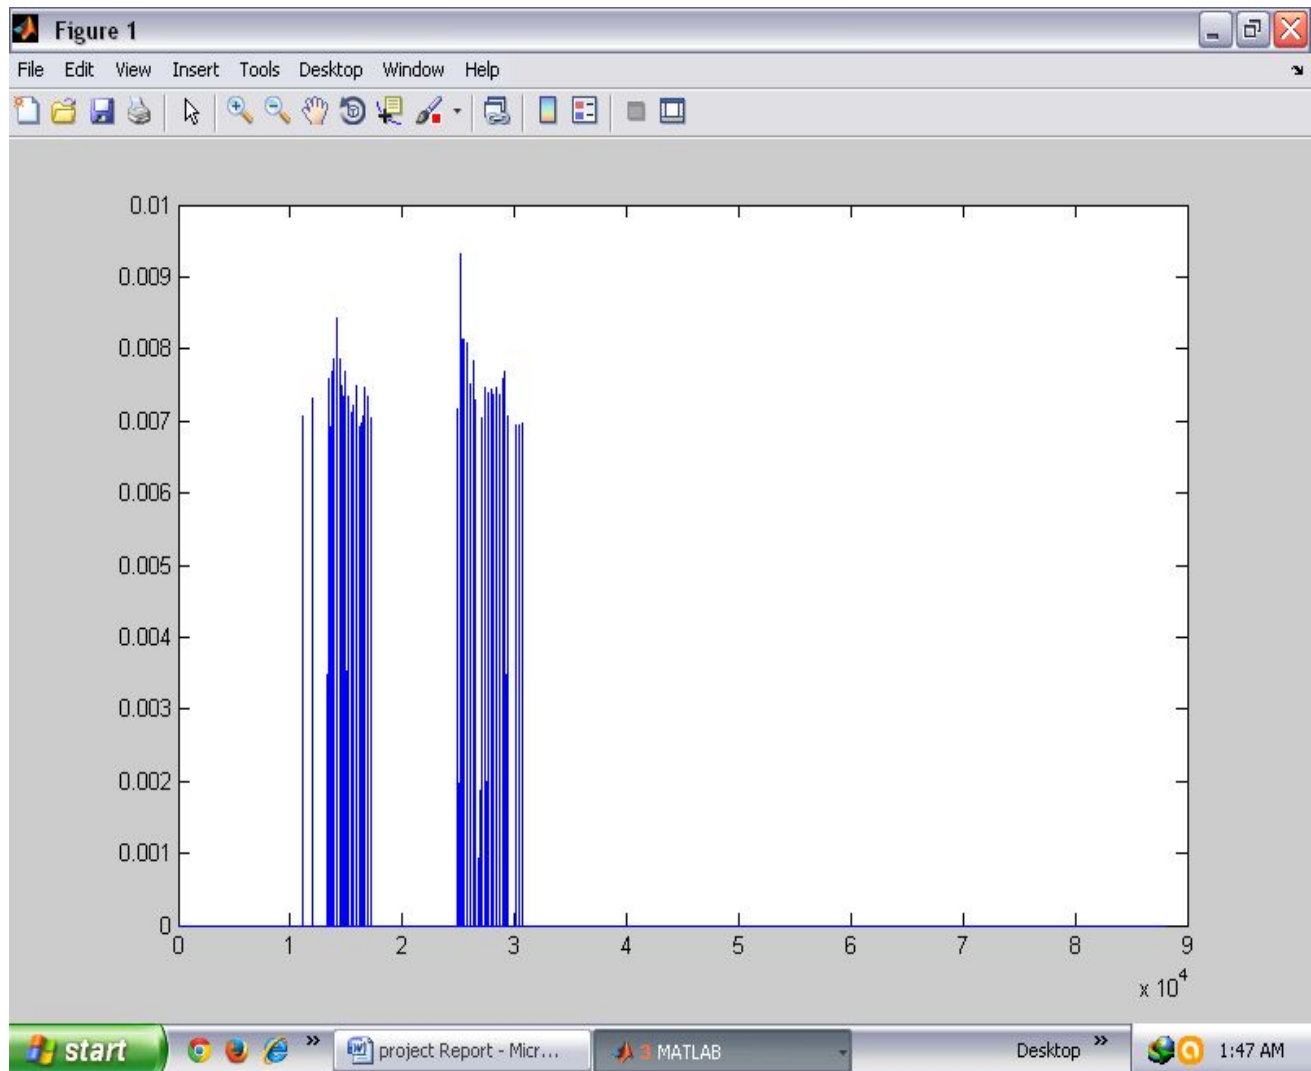 Figure 1
File Edit View Insert Tools Desktop Window Help
0.01
0.009
0.008
0.007
0.006
0.005
0.004
0.003
0.002
0.001
0
0 1 2 3 4 5 6 7 8 9
x 10^4
start » project Report - Micr... 3 MATLAB Desktop » 1:47 AM